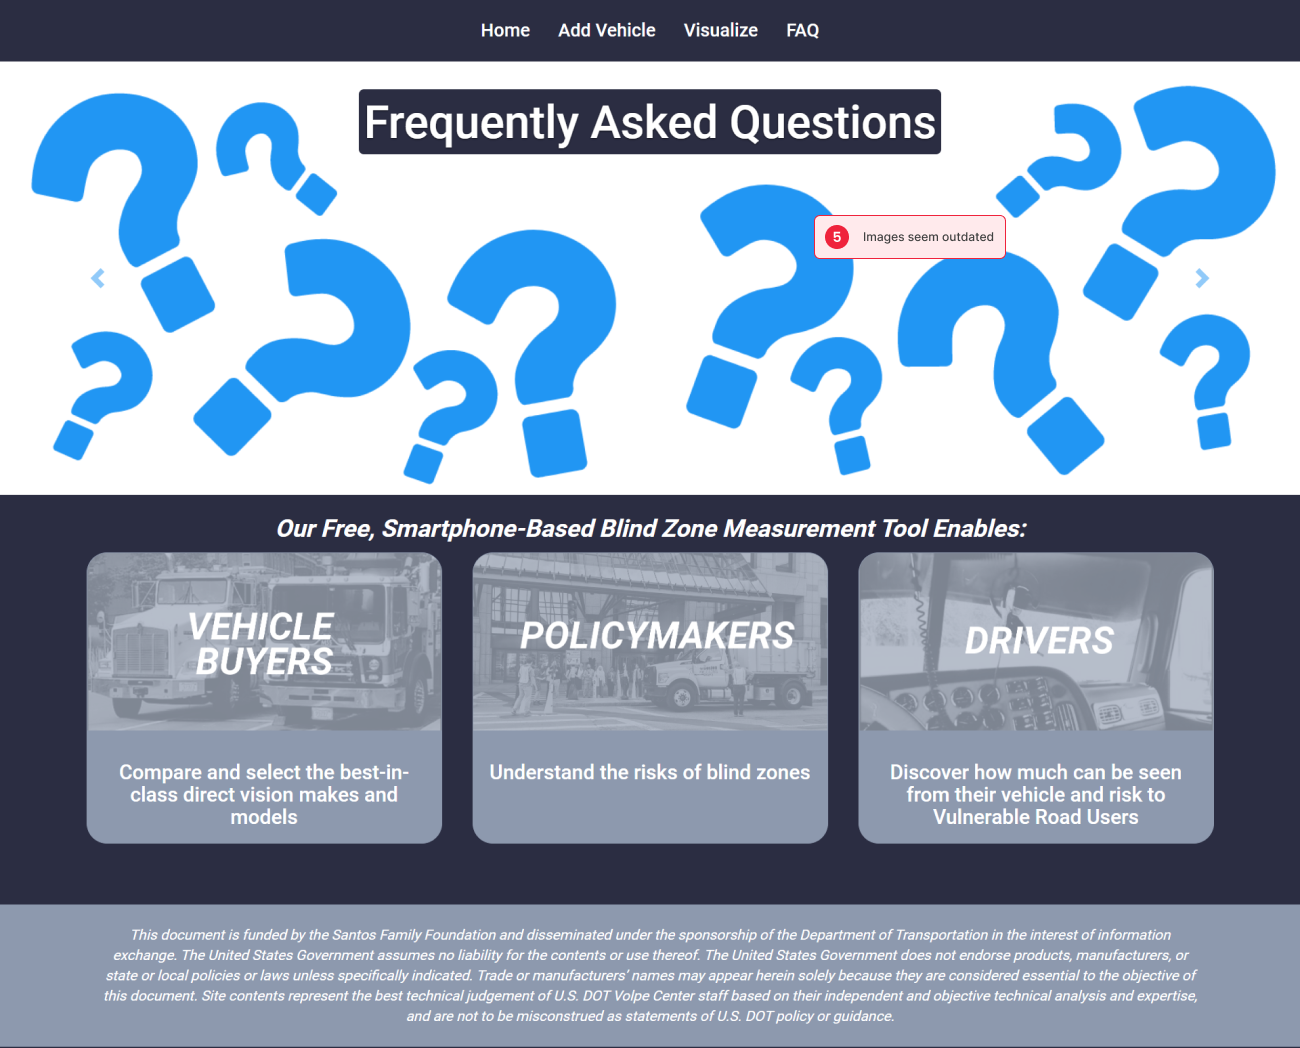 Home Add Vehicle Visualize FAQ
Frequently Asked Questions
5 Images seem outdated
Our Free, Smartphone-Based Blind Zone Measurement Tool Enables:
VEHICLE
BUYERS
Compare and select the best-in-
class direct vision makes and
models
POLICYMAKERS
Understand the risks of blind zones
DRIVERS
Discover how much can be seen
from their vehicle and risk to
Vulnerable Road Users
This document is funded by the Santos Family Foundation and disseminated under the sponsorship of the Department of Transportation in the interest of information
exchange. The United States Government assumes no liability for the contents or use thereof. The United States Government does not endorse products, manufacturers, or
state or local policies or laws unless specifically indicated. Trade or manufacturers' names may appear herein solely because they are considered essential to the objective of
this document. Site contents represent the best technical judgement of U.S. DOT Volpe Center staff based on their independent and objective technical analysis and expertise,
and are not to be misconstrued as statements of U.S. DOT policy or guidance.